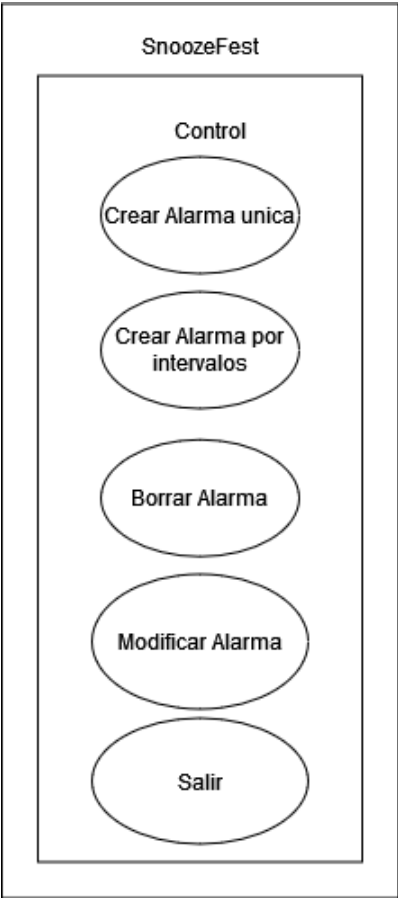 SnoozeFest
Control
Crear Alarma unica
Crear Alarma por
intervalos
Borrar Alarma
Modificar Alarma
Salir